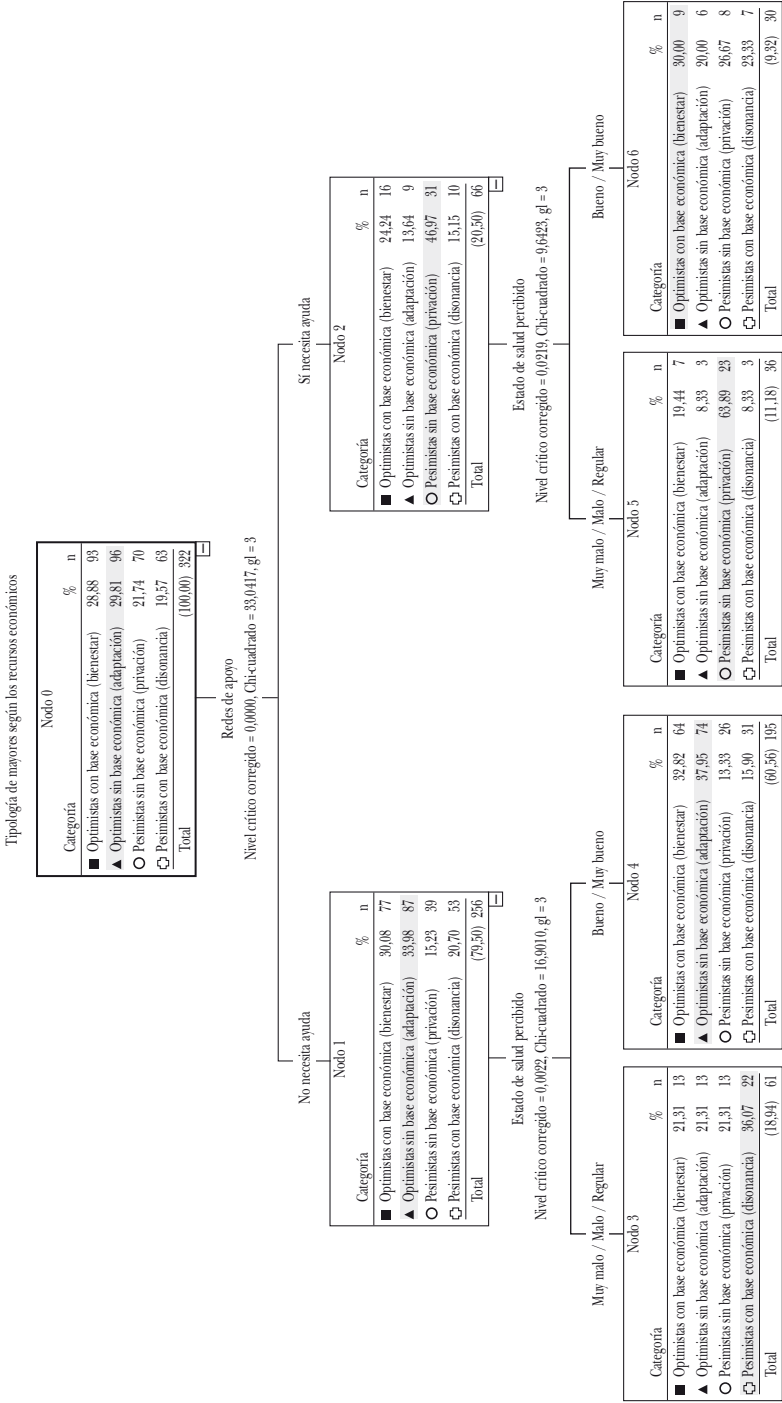 Tipología de mayores según los recursos económicos
Nodo 0
Categoría % n
Optimistas con base económica (bienestar) 28,88 93
Optimistas sin base económica (adaptación) 29,81 96
Pesimistas sin base económica (privación) 21,74 70
Pesimistas con base económica (disonancia) 19,57 63
Total (100,00) 322
Redes de apoyo
Nivel crítico corregido = 0,0000, Chi-cuadrado = 33,0417, gl = 3
No necesita ayuda
Nodo 1
Categoría % n
Optimistas con base económica (bienestar) 30,08 77
Optimistas sin base económica (adaptación) 33,98 87
Pesimistas sin base económica (privación) 15,23 39
Pesimistas con base económica (disonancia) 20,70 53
Total (79,50) 256
Sí necesita ayuda
Nodo 2
Categoría % n
Optimistas con base económica (bienestar) 24,24 16
Optimistas sin base económica (adaptación) 13,64 9
Pesimistas sin base económica (privación) 46,97 31
Pesimistas con base económica (disonancia) 15,15 10
Total (20,50) 66
Estado de salud percibido
Nivel crítico corregido = 0,0022, Chi-cuadrado = 16,9010, gl = 3
Estado de salud percibido
Nivel crítico corregido = 0,0219, Chi-cuadrado = 9,6423, gl = 3
Muy malo / Malo / Regular
Nodo 3
Categoría % n
Optimistas con base económica (bienestar) 21,31 13
Optimistas sin base económica (adaptación) 21,31 13
Pesimistas sin base económica (privación) 21,31 13
Pesimistas con base económica (disonancia) 36,07 22
Total (18,94) 61
Bueno / Muy bueno
Nodo 4
Categoría % n
Optimistas con base económica (bienestar) 32,82 64
Optimistas sin base económica (adaptación) 37,95 74
Pesimistas sin base económica (privación) 13,33 26
Pesimistas con base económica (disonancia) 15,90 31
Total (60,56) 195
Muy malo / Malo / Regular
Nodo 5
Categoría % n
Optimistas con base económica (bienestar) 19,44 7
Optimistas sin base económica (adaptación) 8,33 3
Pesimistas sin base económica (privación) 63,89 23
Pesimistas con base económica (disonancia) 8,33 3
Total (11,18) 36
Bueno / Muy bueno
Nodo 6
Categoría % n
Optimistas con base económica (bienestar) 30,00 9
Optimistas sin base económica (adaptación) 20,00 6
Pesimistas sin base económica (privación) 26,67 8
Pesimistas con base económica (disonancia) 23,33 7
Total (9,32) 30